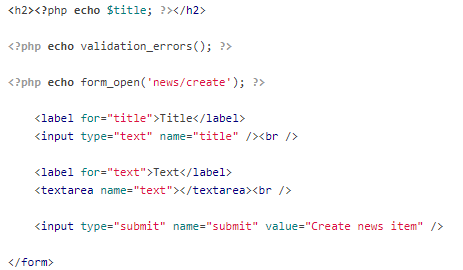 <h2><?php echo $title; ?></h2>
<?php echo validation_errors(); ?>
<?php echo form_open('news/create'); ?>
<label for="title">Title</label>
<input type="text" name="title" /><br />
<label for="text">Text</label>
<textarea name="text"></textarea><br />
<input type="submit" name="submit" value="Create news item" />
</form>